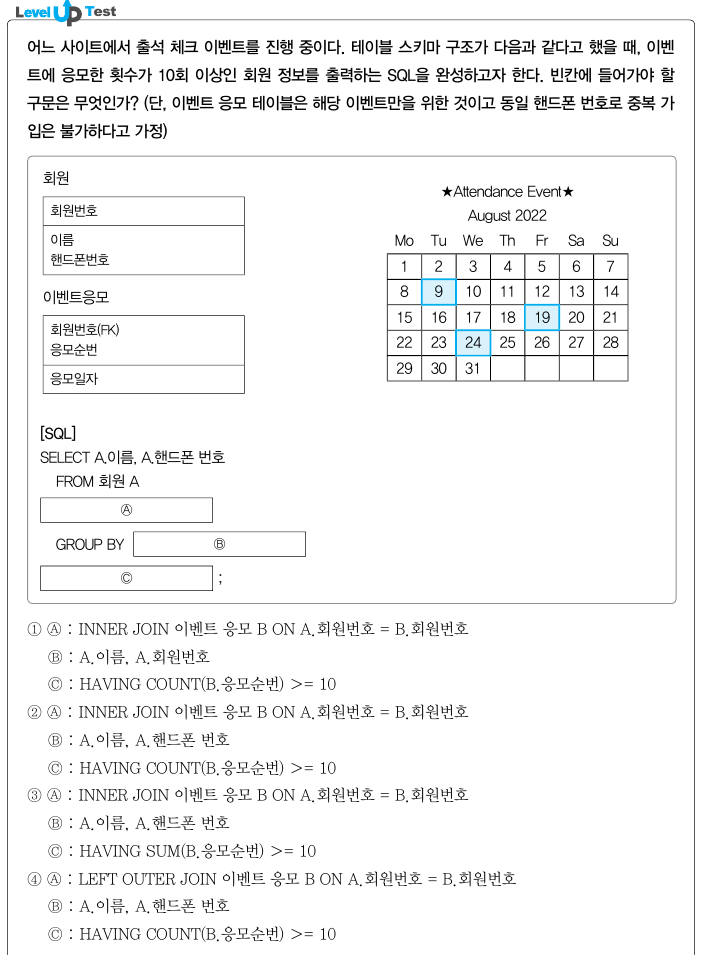 Level Up Test
어느 사이트에서 출석 체크 이벤트를 진행 중이다. 테이블 스키마 구조가 다음과 같다고 했을 때, 이벤
트에 응모한 횟수가 10회 이상인 회원 정보를 출력하는 SQL을 완성하고자 한다. 빈칸에 들어가야 할
구문은 무엇인가? (단, 이벤트 응모 테이블은 해당 이벤트만을 위한 것이고 동일 핸드폰 번호로 중복 가
입은 불가하다고 가정)
회원
회원번호
이름
핸드폰번호
이벤트응모
회원번호(FK)
응모순번
응모일자
★Attendance Event★
August 2022
Mo Tu We Th Fr Sa Su
1 2 3 4 5 6 7
8 9 10 11 12 13 14
15 16 17 18 19 20 21
22 23 24 25 26 27 28
29 30 31
[SQL]
SELECT A.이름, A.핸드폰 번호
FROM 회원 A
Ⓐ
GROUP BY Ⓑ
Ⓒ ;
① Ⓐ : INNER JOIN 이벤트 응모 B ON A.회원번호 = B.회원번호
Ⓑ : A.이름, A.회원번호
Ⓒ : HAVING COUNT(B.응모순번) >= 10
② Ⓐ : INNER JOIN 이벤트 응모 B ON A.회원번호 = B.회원번호
Ⓑ : A.이름, A.핸드폰 번호
Ⓒ : HAVING COUNT(B.응모순번) >= 10
③ Ⓐ : INNER JOIN 이벤트 응모 B ON A.회원번호 = B.회원번호
Ⓑ : A.이름, A.핸드폰 번호
Ⓒ : HAVING SUM(B.응모순번) >= 10
④ Ⓐ : LEFT OUTER JOIN 이벤트 응모 B ON A.회원번호 = B.회원번호
Ⓑ : A.이름, A.핸드폰 번호
Ⓒ : HAVING COUNT(B.응모순번) >= 10